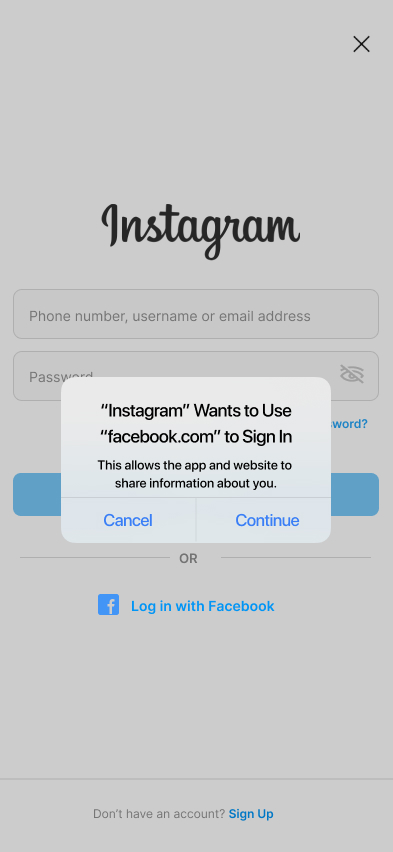 Instagram
Phone number, username or email address
Password
“Instagram” Wants to Use
“facebook.com” to Sign In
sword?
This allows the app and website to
share information about you.
Cancel Continue
OR
f Log in with Facebook
Don’t have an account? Sign Up